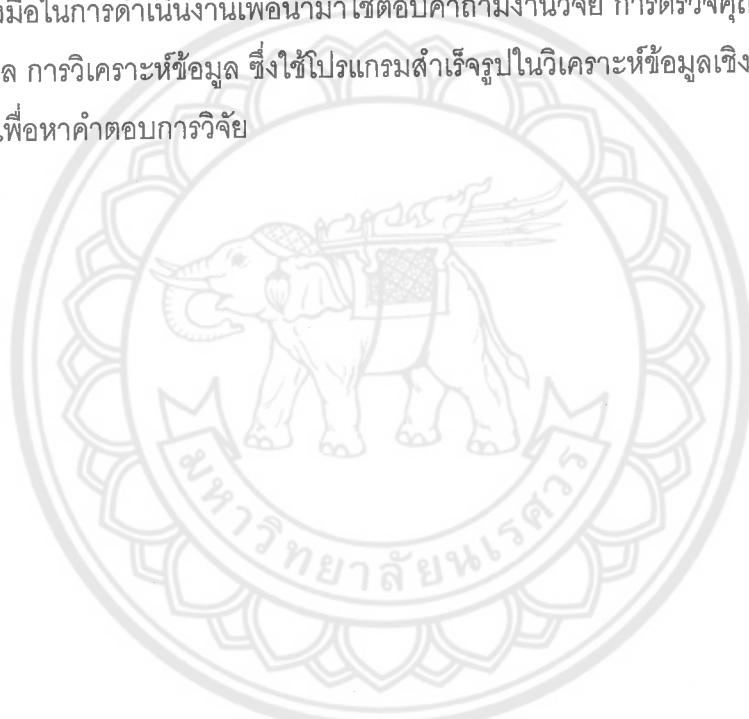 มือในการดำเนินงานเพื่อนำมาใช้ตอบคำถามงานวิจัย การตรวจ
ล การวิเคราะห์ข้อมูล ซึ่งใช้โปรแกรมสำเร็จรูปในวิเคราะห์ข้อมูลเชิง
เพื่อหาคำตอบการวิจัย
มหาวิทยาลัยนเรศวร